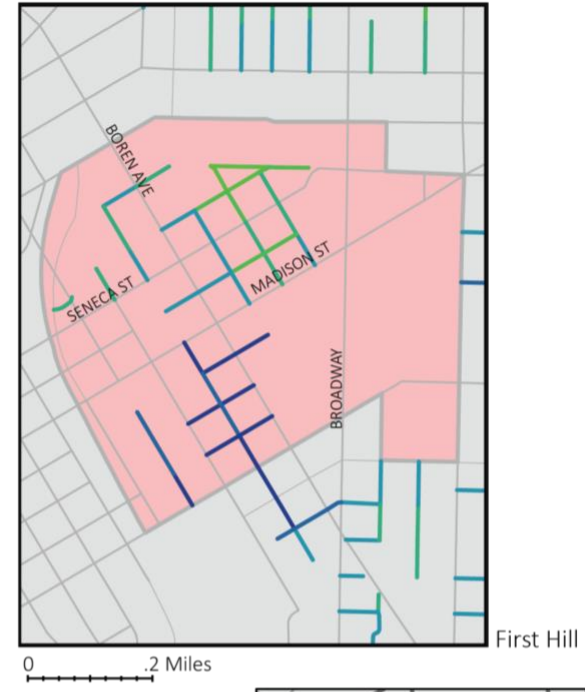 BOREN AVE
SENECA ST
MADISON ST
BROADWAY
First Hill
0 .2 Miles